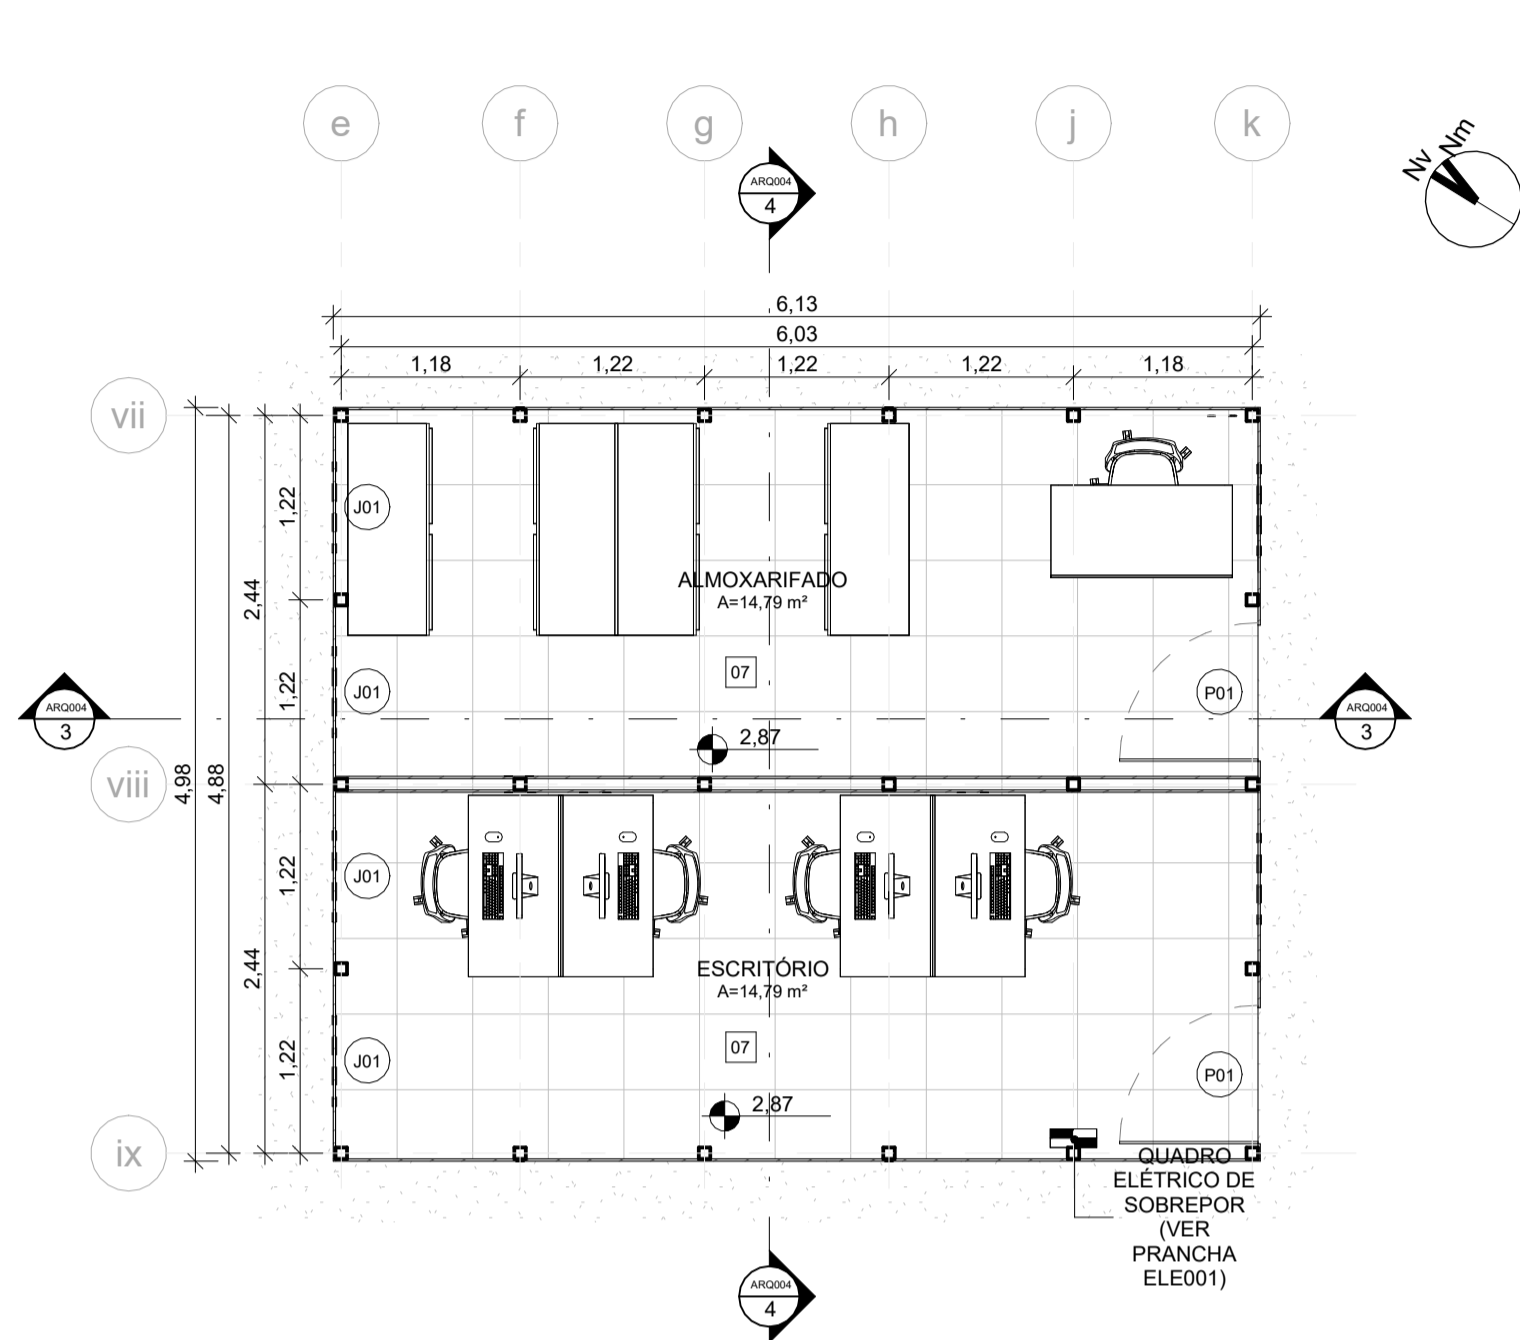 e
f
g
h
j
k
Nv
Nm
ARQ004
4
6,13
6,03
1,18
1,22
1,22
1,22
1,18
vii
1,22
J01
2,44
ALMOXARIFADO
A=14,79 m²
07
1,22
J01
P01
ARQ004
3
ARQ004
3
2,87
viii
4,98
4,88
1,22
J01
2,44
ESCRITÓRIO
A=14,79 m²
07
1,22
J01
P01
2,87
ix
QUADRO
ELÉTRICO DE
SOBREPOR
(VER
PRANCHA
ELE001)
ARQ004
4